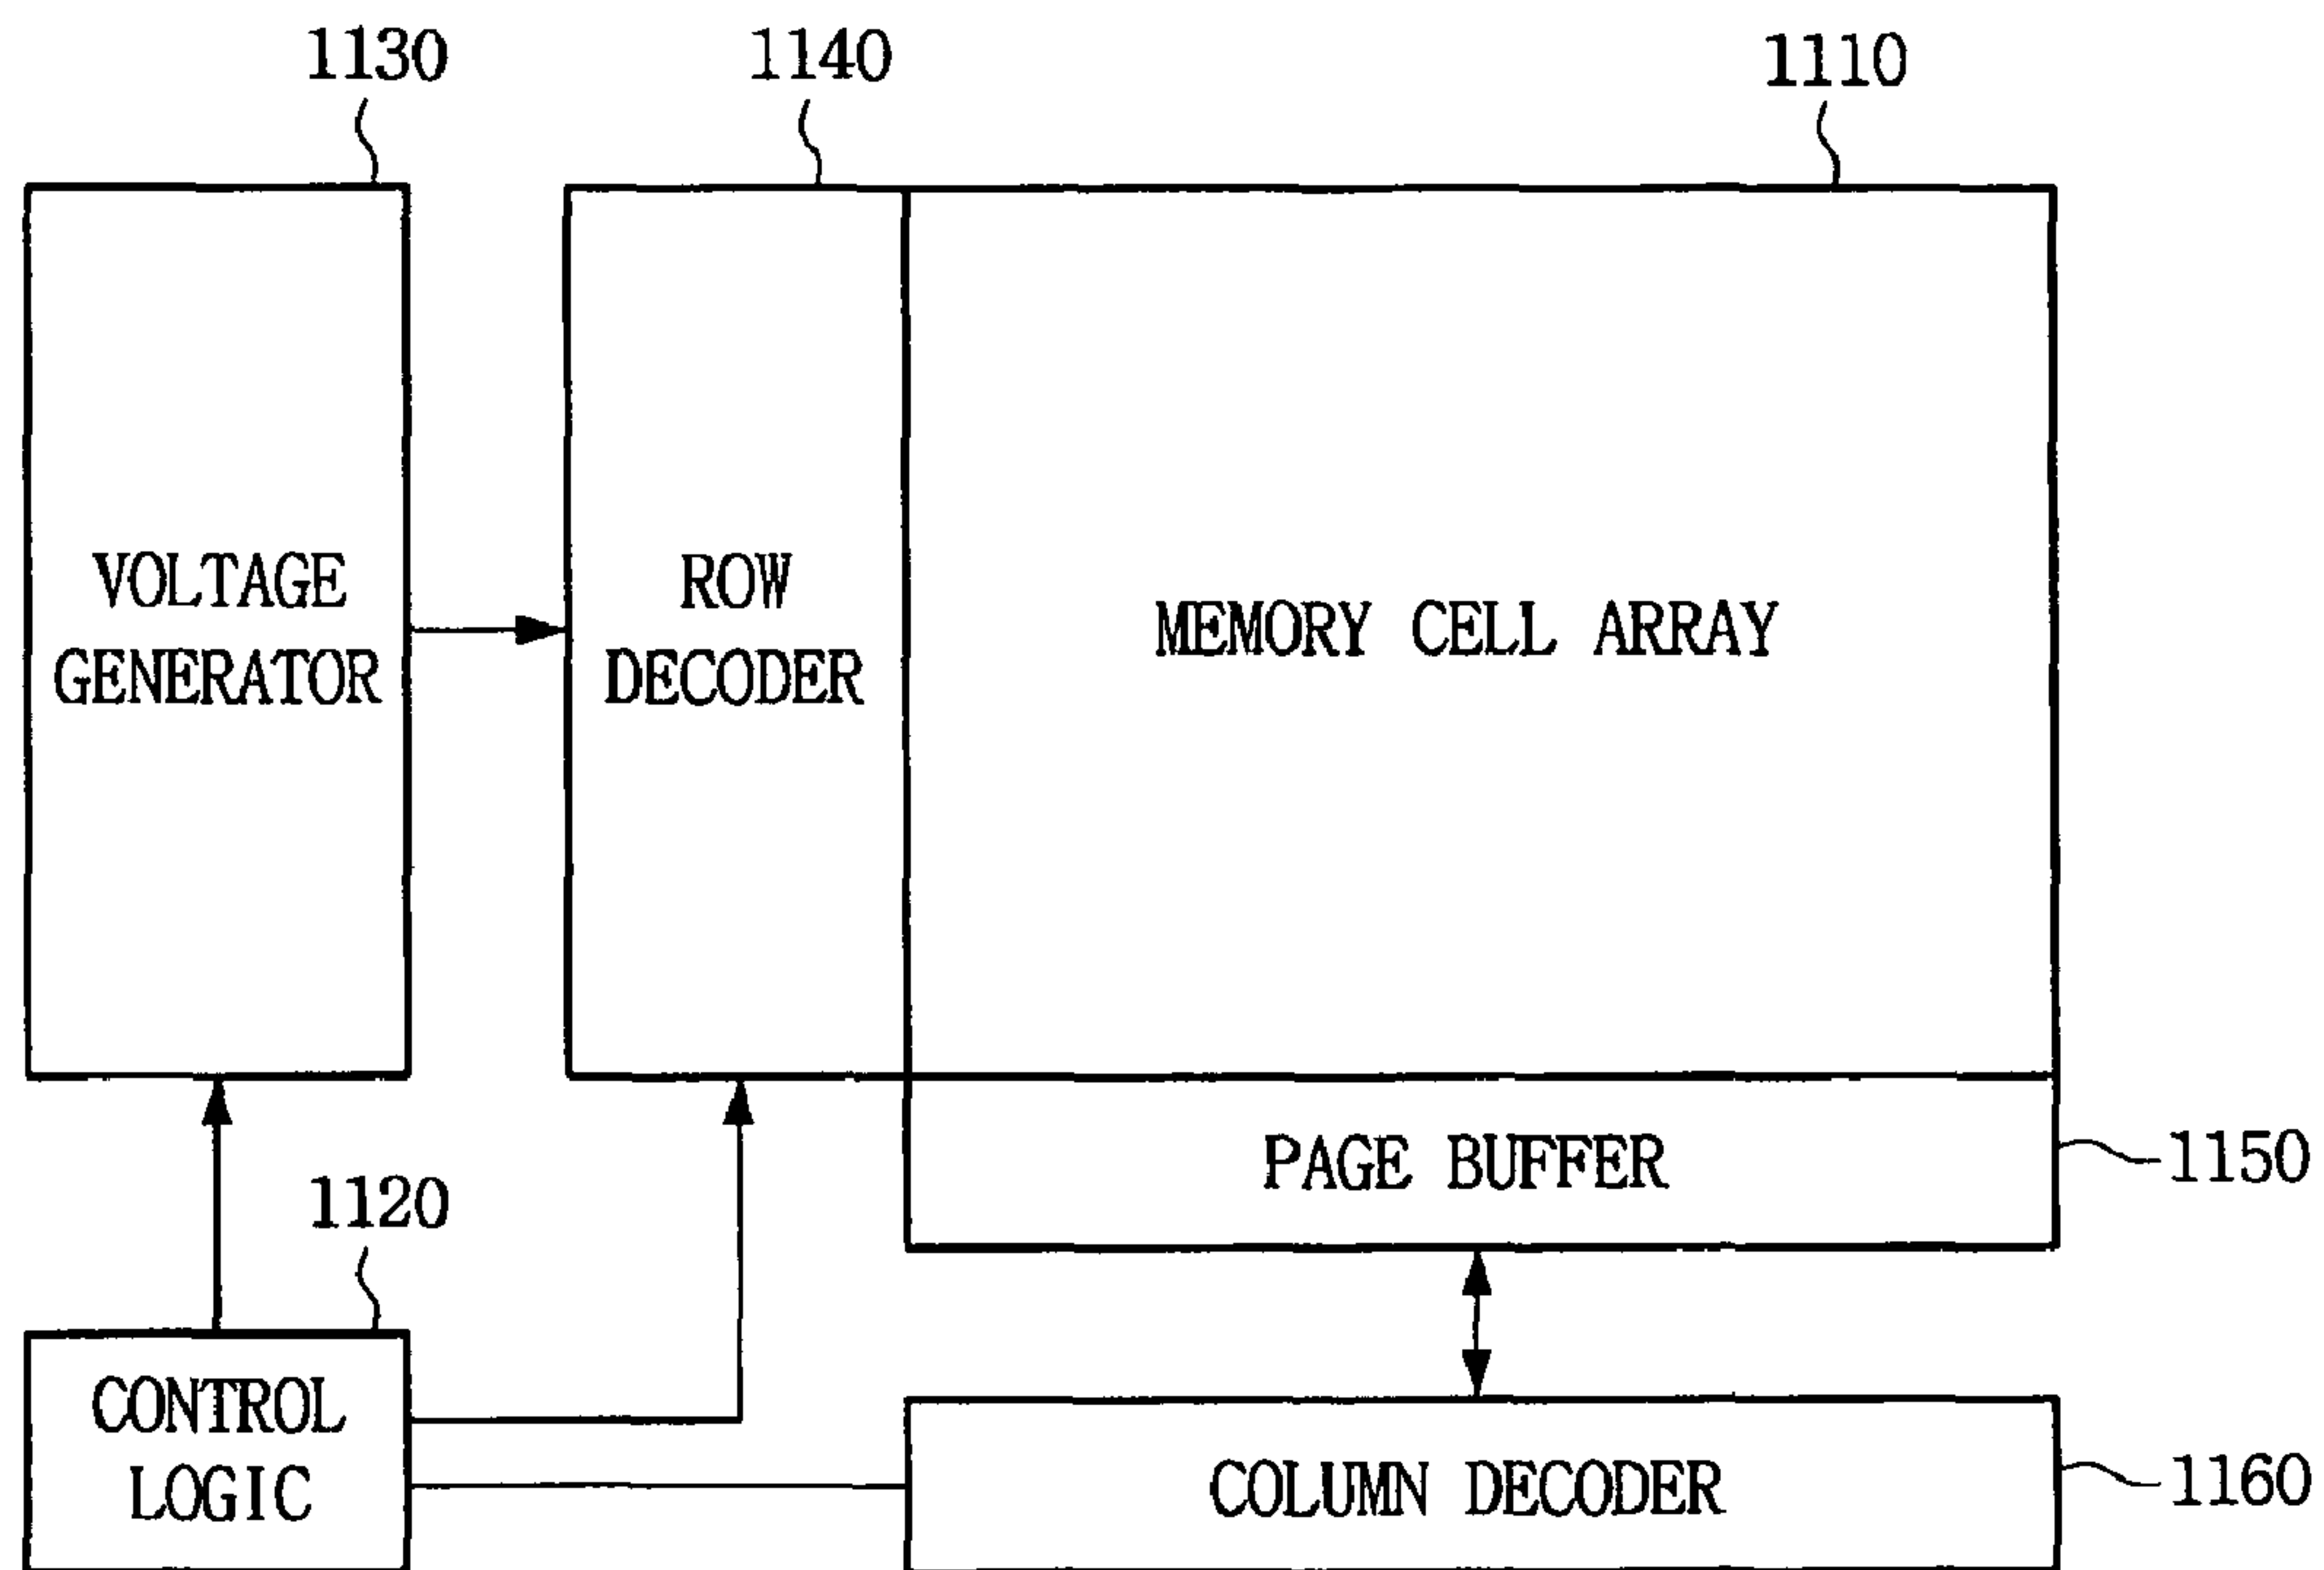 1130
1140
1110
VOLTAGE
GENERATOR
ROW
DECODER
MEMORY CELL ARRAY
PAGE BUFFER
1150
1120
CONTROL
LOGIC
COLUMN DECODER
1160